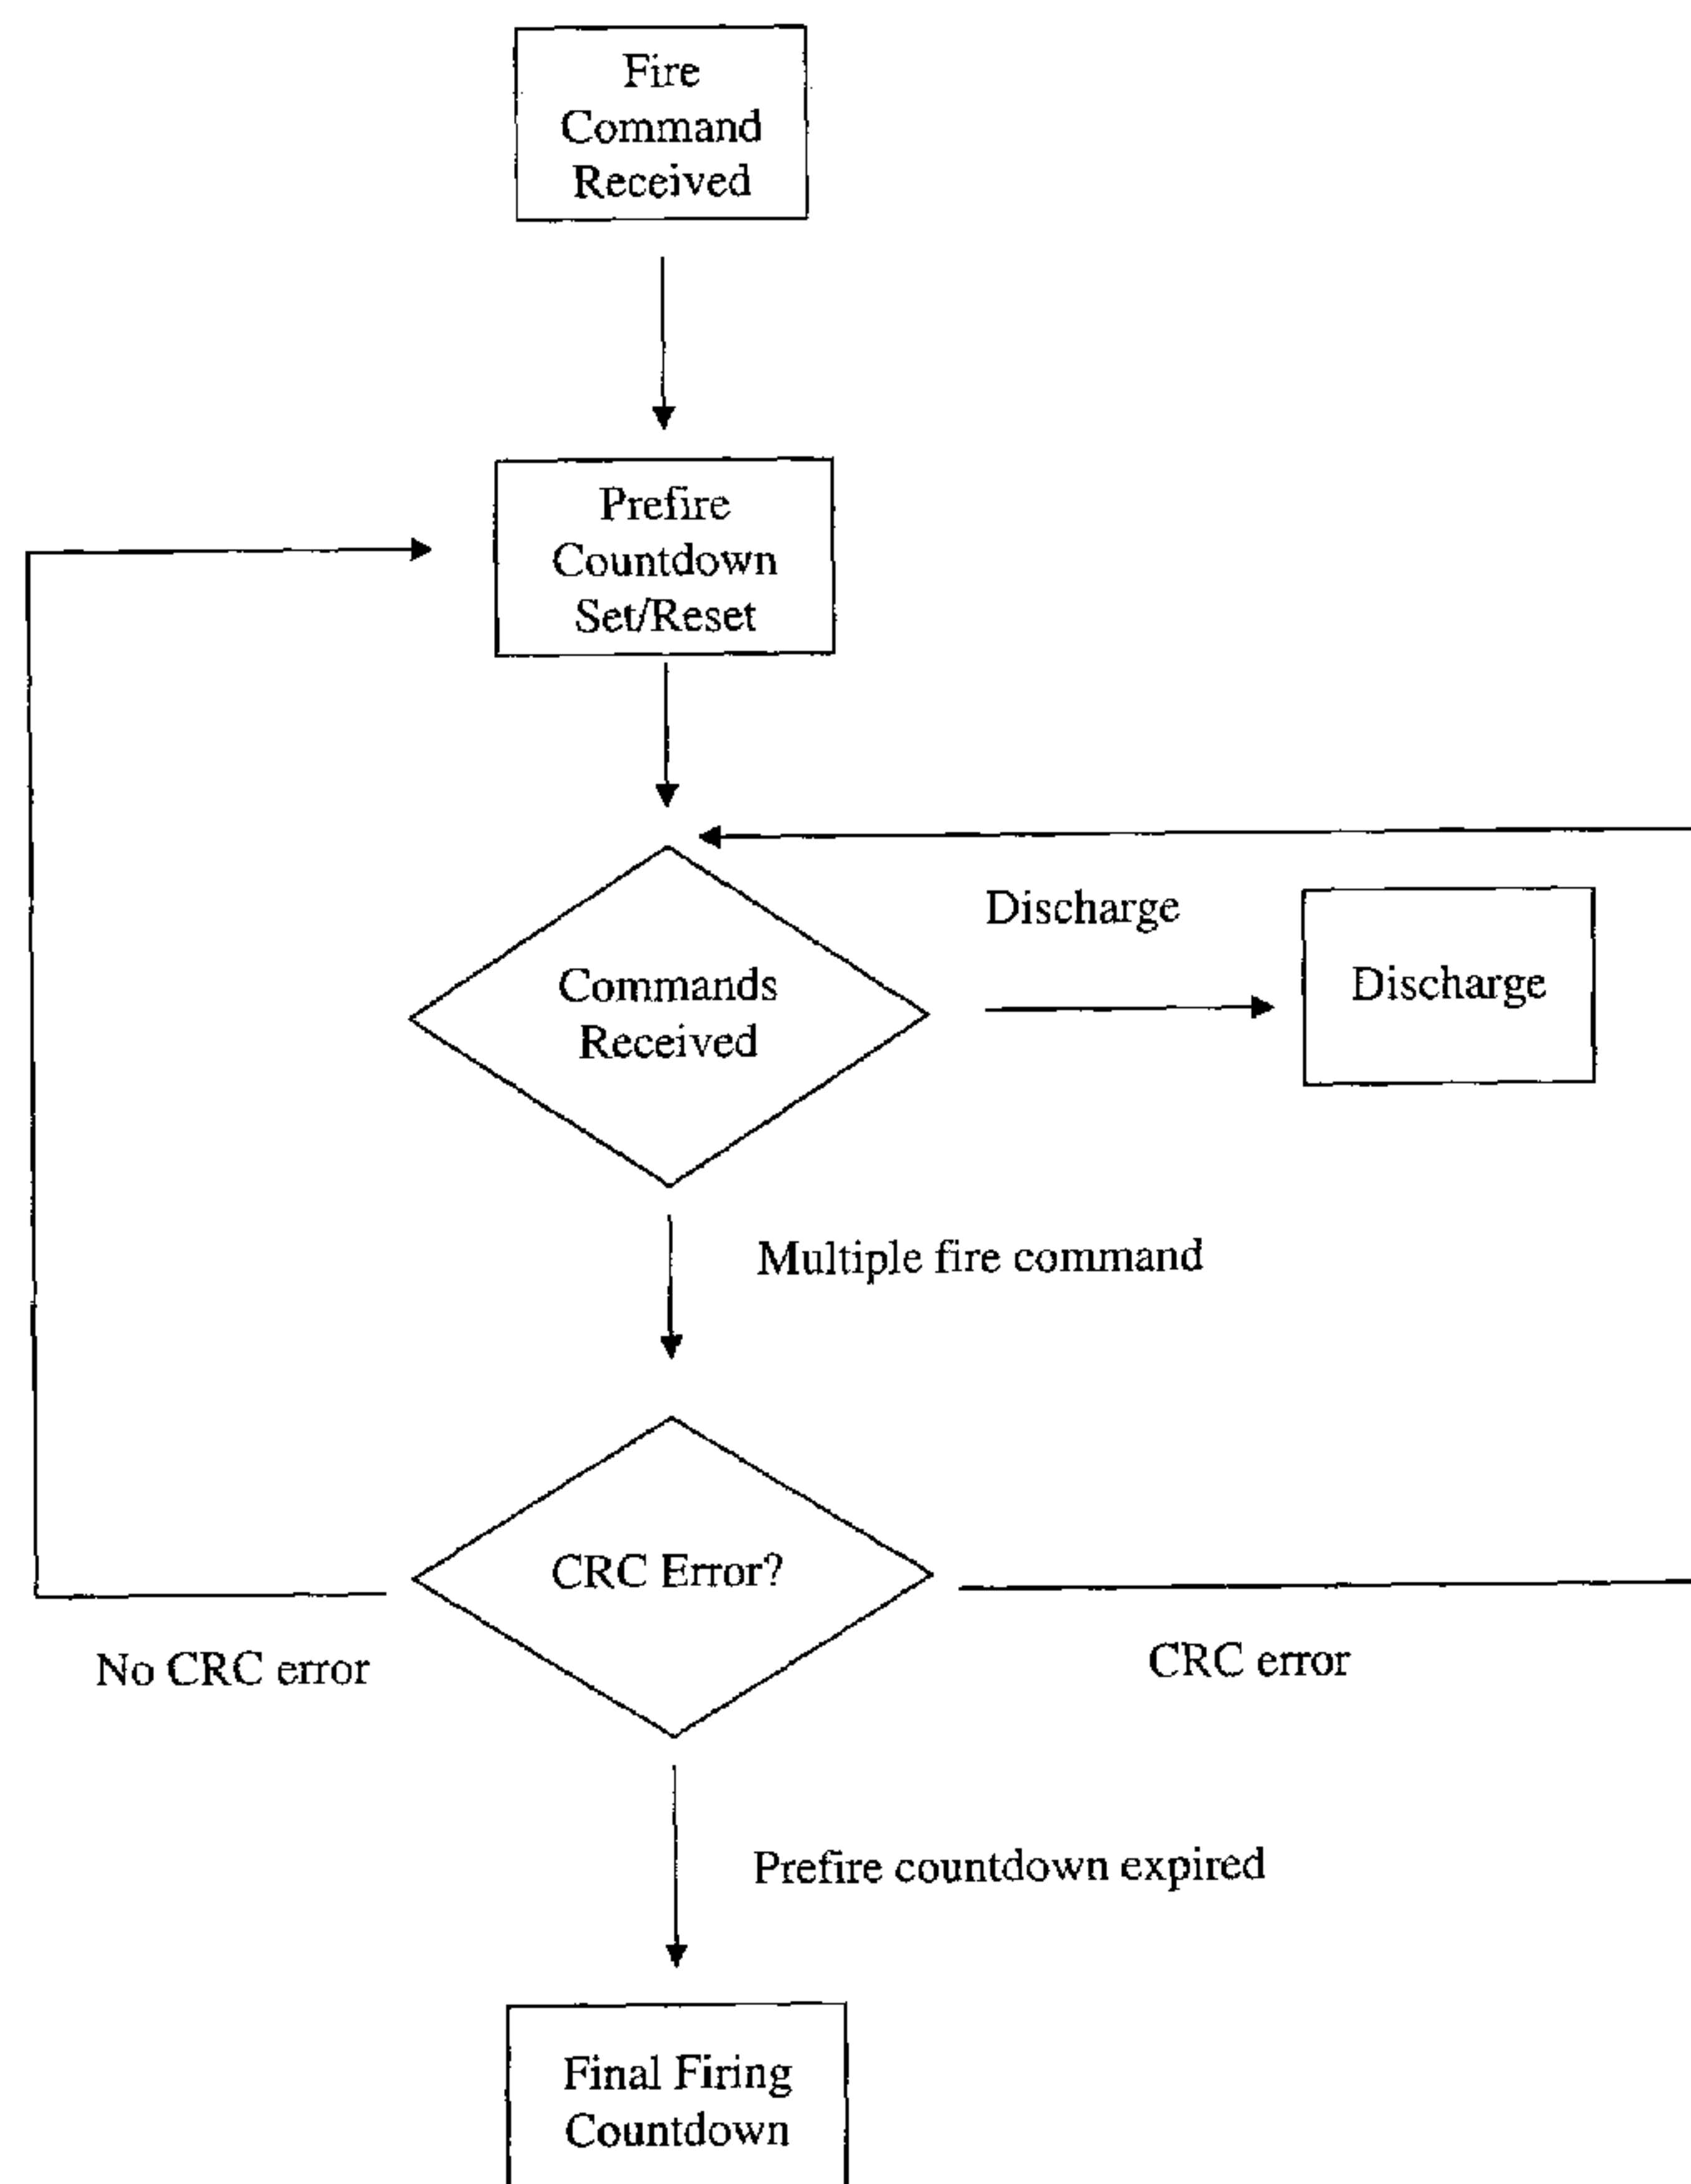 Fire
Command
Received
Prefire
Countdown
Set/Reset
Discharge
Discharge
Commands
Received
Multiple fire command
CRC Error?
No CRC error
CRC error
Prefire countdown expired
Final Firing
Countdown